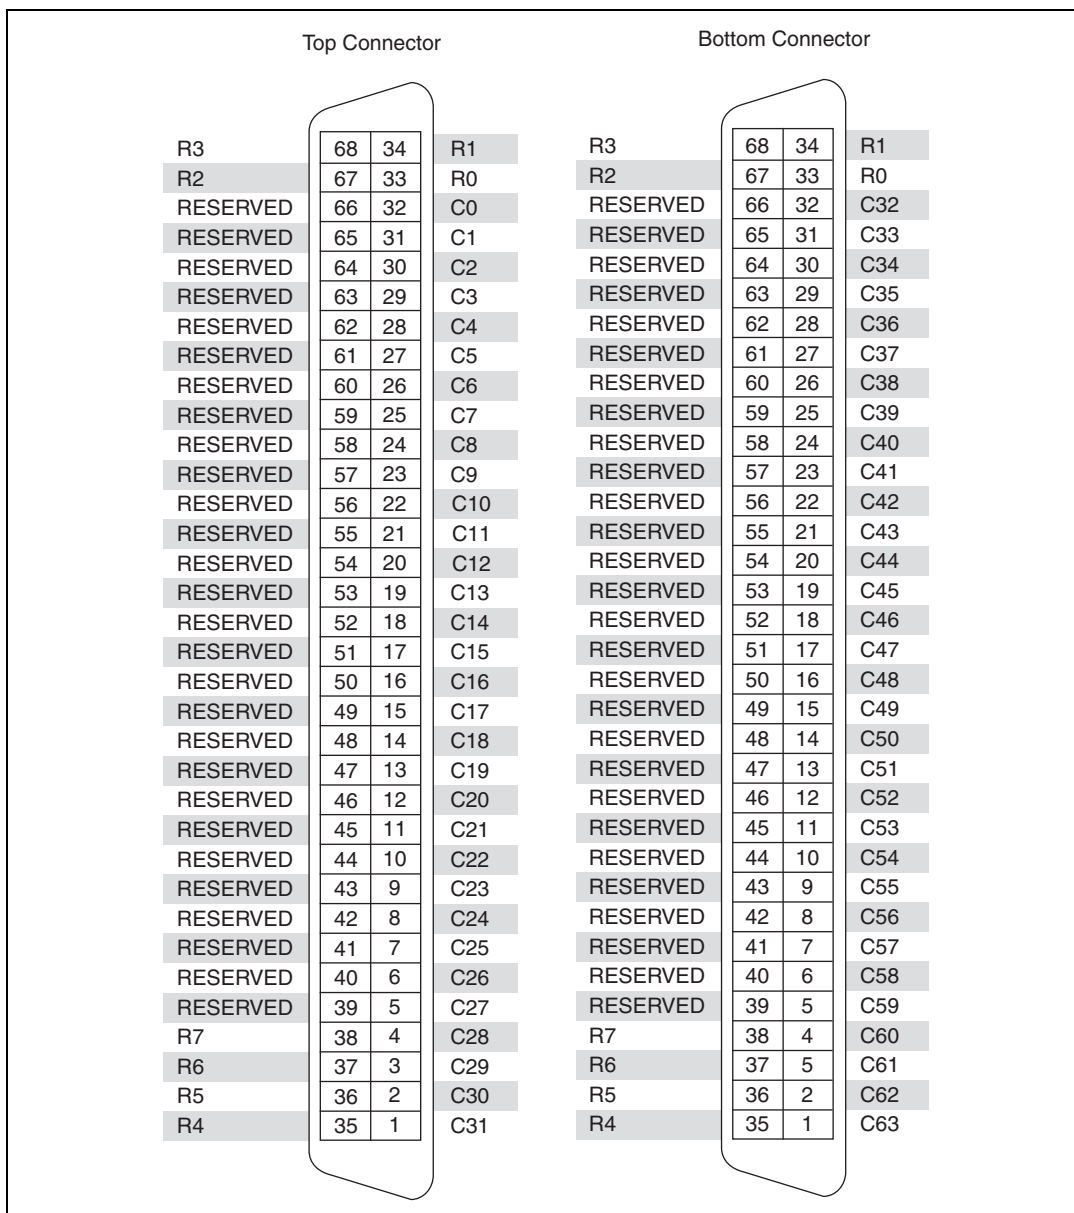 Top Connector Bottom Connector
R3 68 34 R1 R3 68 34 R1
R2 67 33 R0 R2 67 33 R0
RESERVED 66 32 C0 RESERVED 66 32 C32
RESERVED 65 31 C1 RESERVED 65 31 C33
RESERVED 64 30 C2 RESERVED 64 30 C34
RESERVED 63 29 C3 RESERVED 63 29 C35
RESERVED 62 28 C4 RESERVED 62 28 C36
RESERVED 61 27 C5 RESERVED 61 27 C37
RESERVED 60 26 C6 RESERVED 60 26 C38
RESERVED 59 25 C7 RESERVED 59 25 C39
RESERVED 58 24 C8 RESERVED 58 24 C40
RESERVED 57 23 C9 RESERVED 57 23 C41
RESERVED 56 22 C10 RESERVED 56 22 C42
RESERVED 55 21 C11 RESERVED 55 21 C43
RESERVED 54 20 C12 RESERVED 54 20 C44
RESERVED 53 19 C13 RESERVED 53 19 C45
RESERVED 52 18 C14 RESERVED 52 18 C46
RESERVED 51 17 C15 RESERVED 51 17 C47
RESERVED 50 16 C16 RESERVED 50 16 C48
RESERVED 49 15 C17 RESERVED 49 15 C49
RESERVED 48 14 C18 RESERVED 48 14 C50
RESERVED 47 13 C19 RESERVED 47 13 C51
RESERVED 46 12 C20 RESERVED 46 12 C52
RESERVED 45 11 C21 RESERVED 45 11 C53
RESERVED 44 10 C22 RESERVED 44 10 C54
RESERVED 43 9 C23 RESERVED 43 9 C55
RESERVED 42 8 C24 RESERVED 42 8 C56
RESERVED 41 7 C25 RESERVED 41 7 C57
RESERVED 40 6 C26 RESERVED 40 6 C58
RESERVED 39 5 C27 RESERVED 39 5 C59
R7 38 4 C28 R7 38 4 C60
R6 37 3 C29 R6 37 5 C61
R5 36 2 C30 R5 36 2 C62
R4 35 1 C31 R4 35 1 C63